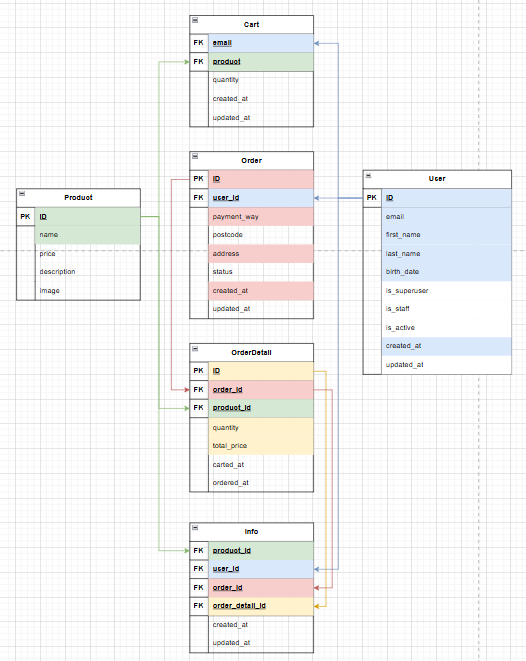 Cart
FK email
FK product
quantity
created_at
updated_at
Order
PK ID
FK user_id
payment_way
postcode
address
status
created_at
updated_at
Product
PK ID
name
price
description
image
User
PK ID
email
first_name
last_name
birth_date
is_superuser
is_staff
is_active
created_at
updated_at
OrderDetail
PK ID
FK order_id
FK product_id
quantity
total_price
carted_at
ordered_at
Info
FK product_id
FK user_id
FK order_id
FK order_detail_id
created_at
updated_at